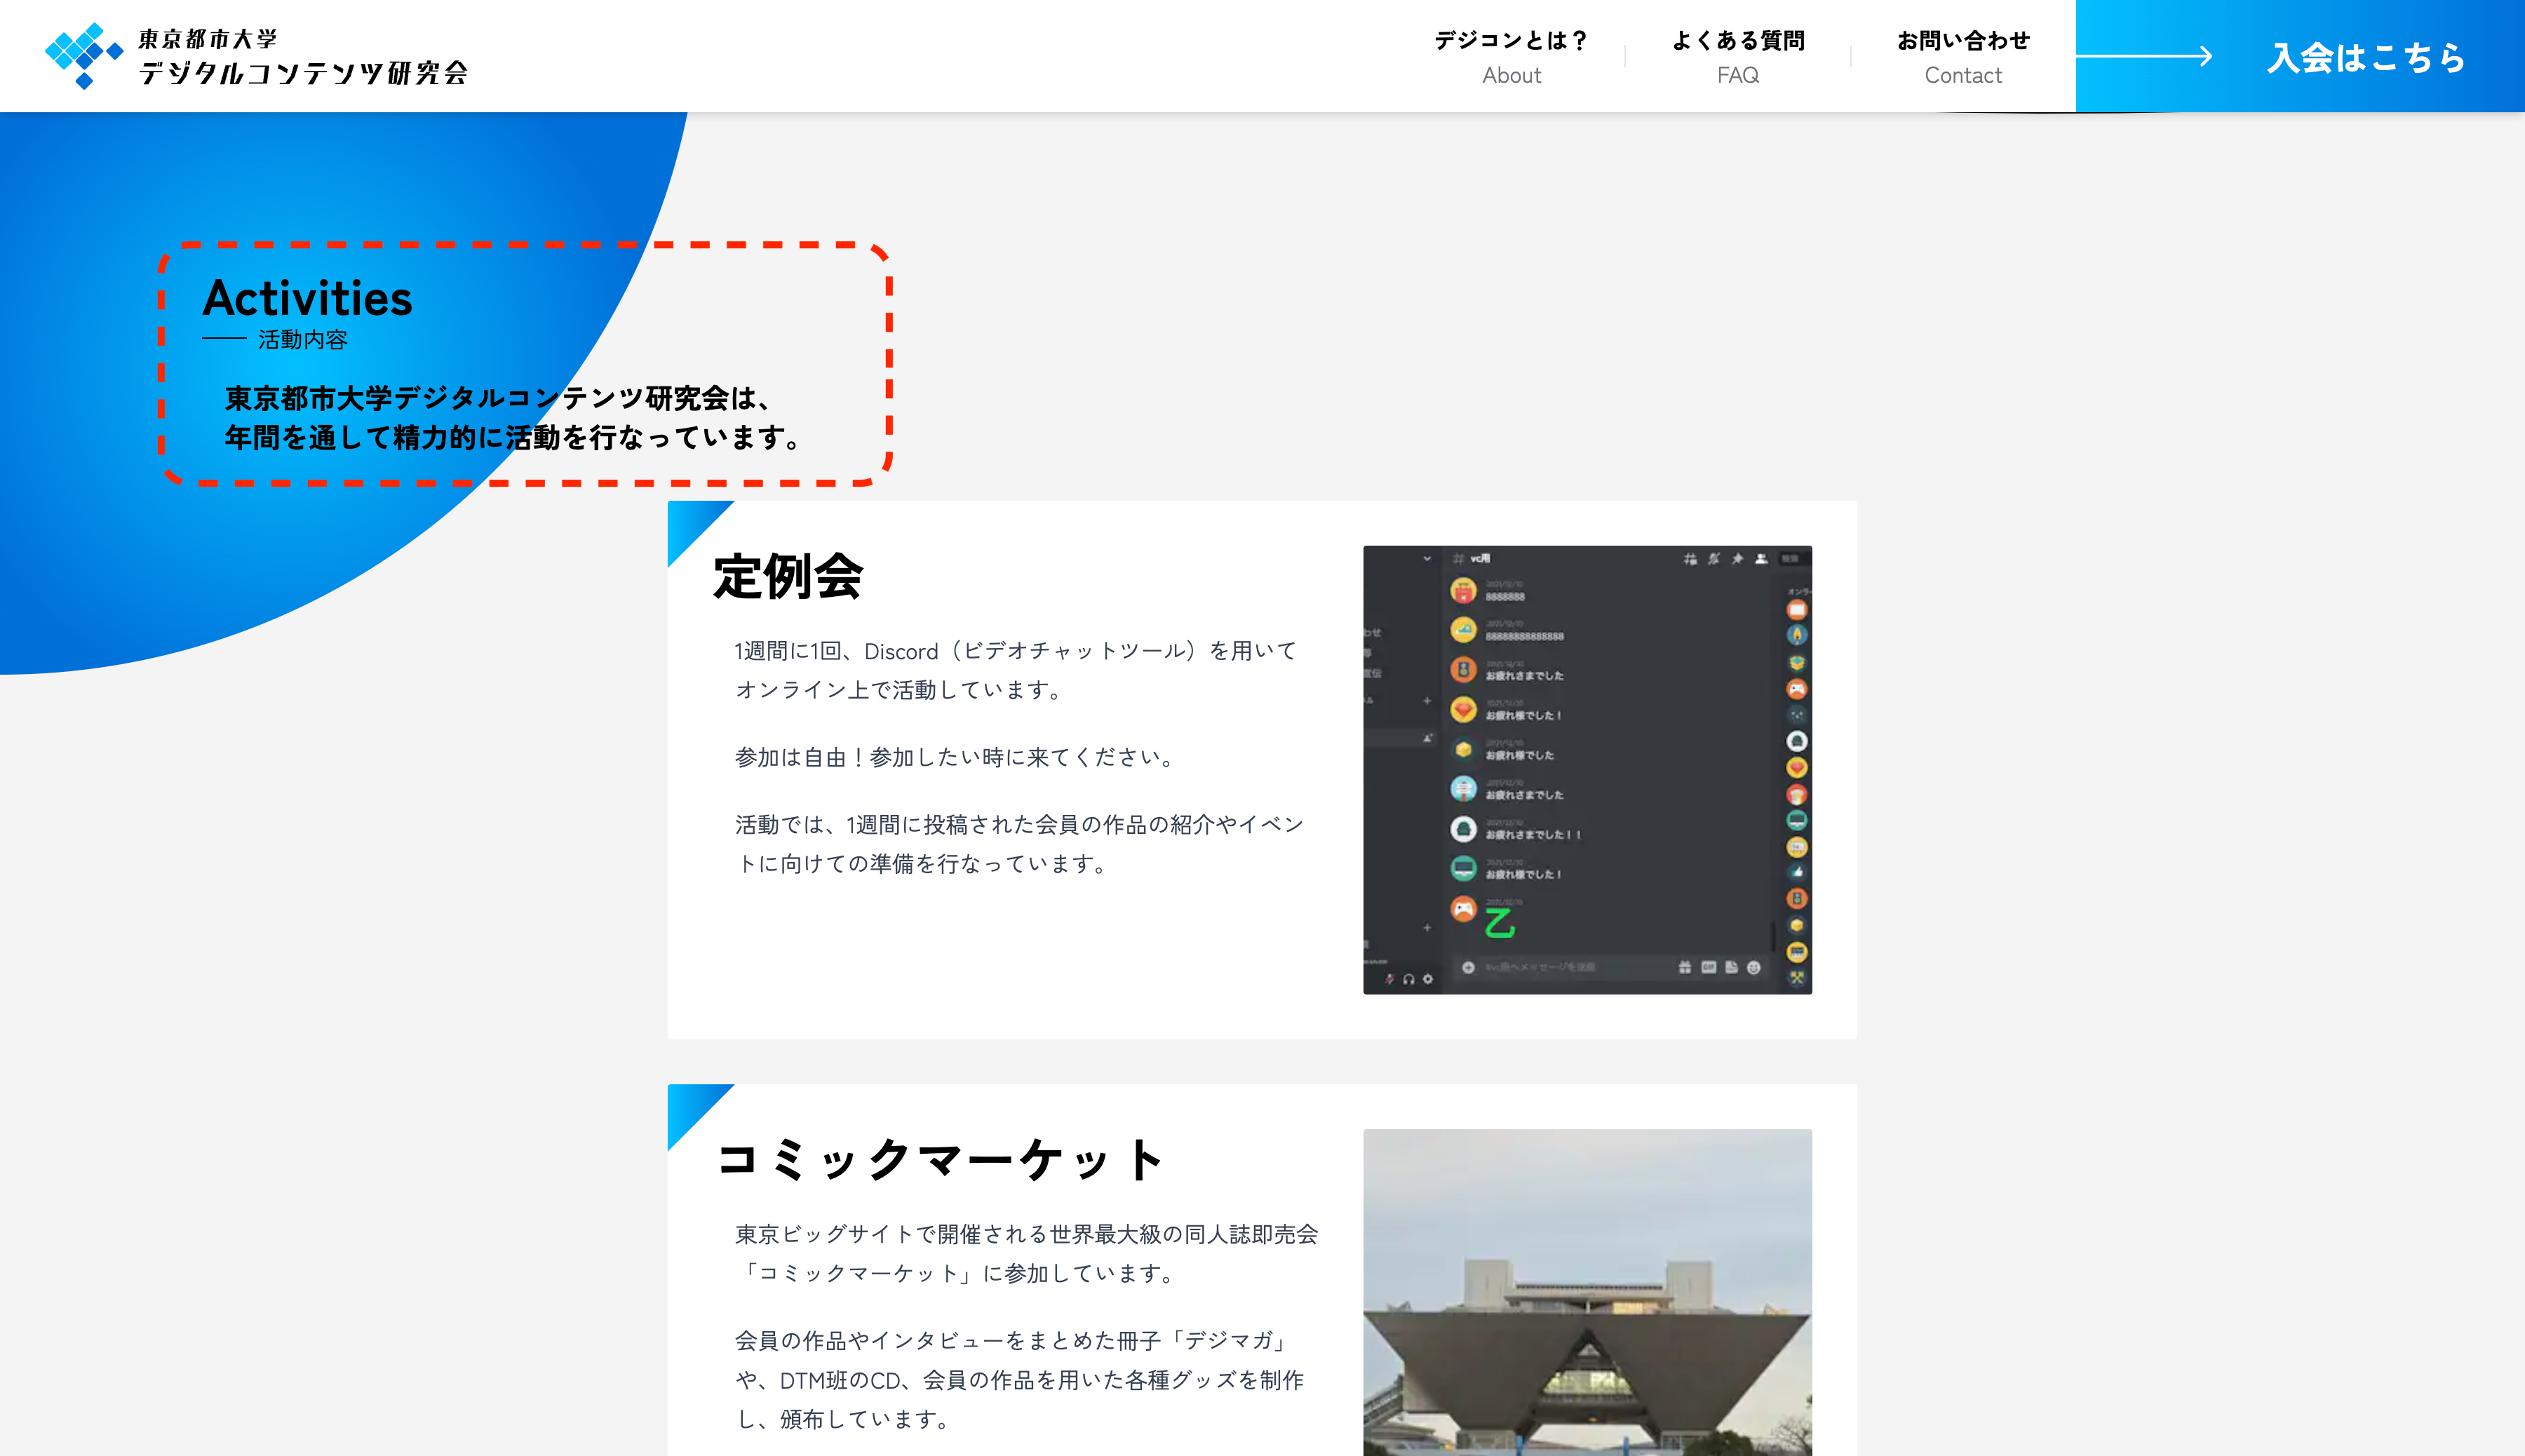 東京都市大学
デジタルコンテンツ研究会
デジコンとは？
About
よくある質問
FAQ
お問い合わせ
Contact
入会はこちら
Activities
活動内容
東京都市大学デジタルコンテンツ研究会は、
年間を通して精力的に活動を行なっています。
定例会
1週間に1回、Discord（ビデオチャットツール）を用いて
オンライン上で活動しています。
参加は自由！参加したい時に来てください。
活動では、1週間に投稿された会員の作品の紹介やイベン
トに向けての準備を行なっています。
vc用
8888888
88888888888888
お疲れさまでした
お疲れ様でした！
お疲れ様でした
お疲れさまでした
お疲れさまでした！！
お疲れ様でした！
乙
#vc用へメッセージを送信
コミックマーケット
東京ビッグサイトで開催される世界最大級の同人誌即売会
「コミックマーケット」に参加しています。
会員の作品やインタビューをまとめた冊子「デジマガ」
や、DTM班のCD、会員の作品を用いた各種グッズを制作
し、頒布しています。